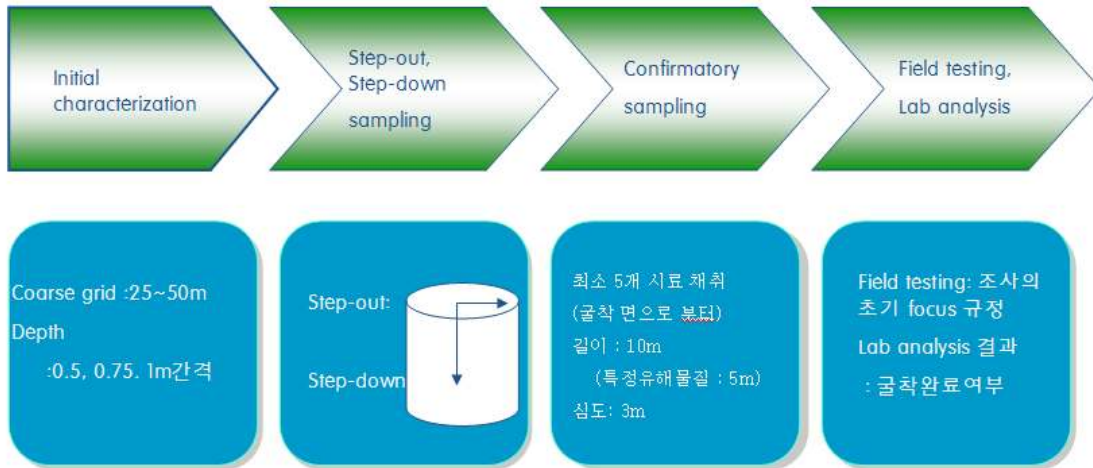 Initial
characterization
Step-out,
Step-down
sampling
Confirmatory
sampling
Field testing,
Lab analysis
Coarse grid :25~50m
Depth
:0.5, 0.75. 1m간격
Step-out:
Step-down
최소 5개 시료 채취
(굴착 면으로 붙터)
길이 : 10m
(특정유해물질 : 5m)
심도: 3m
Field testing: 조사의
초기 focus 규정
Lab analysis 결과
: 굴착완료여부